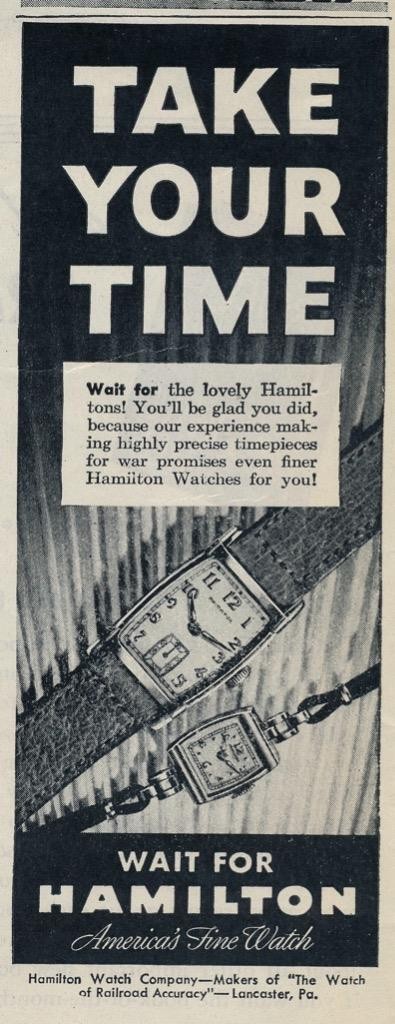 TAKE
YOUR
TIME
Wait for the lovely Hamil-
tons! You'll be glad you did,
because our experience mak-
ing highly precise timepieces
for war promises even finer
Hamilton Watches for you!
WAIT FOR
HAMILTON
America's Fine Watch
Hamilton Watch Company—Makers of "The Watch
of Railroad Accuracy"—Lancaster, Pa.